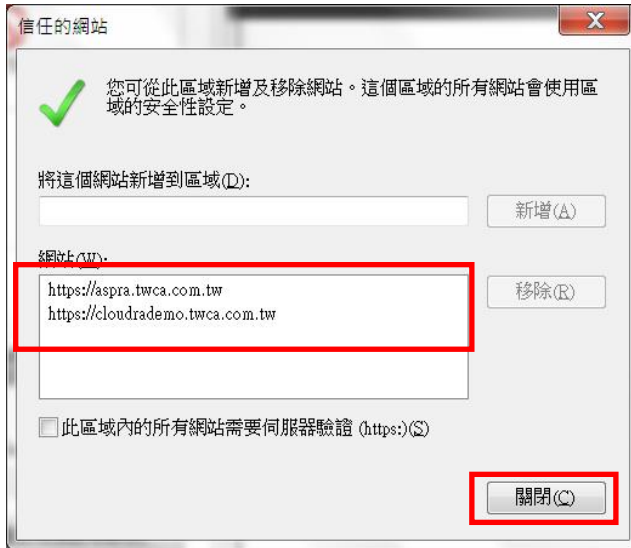 信任的網站
您可從此區域新增及移除網站。這個區域的所有網站會使用區
域的安全性設定。
將這個網站新增到區域(D):
新增(A)
網站(W):
https://aspra.twca.com.tw
https://cloudrademo.twca.com.tw
移除(R)
此區域內的所有網站需要伺服器驗證 (https:)(S)
關閉(C)